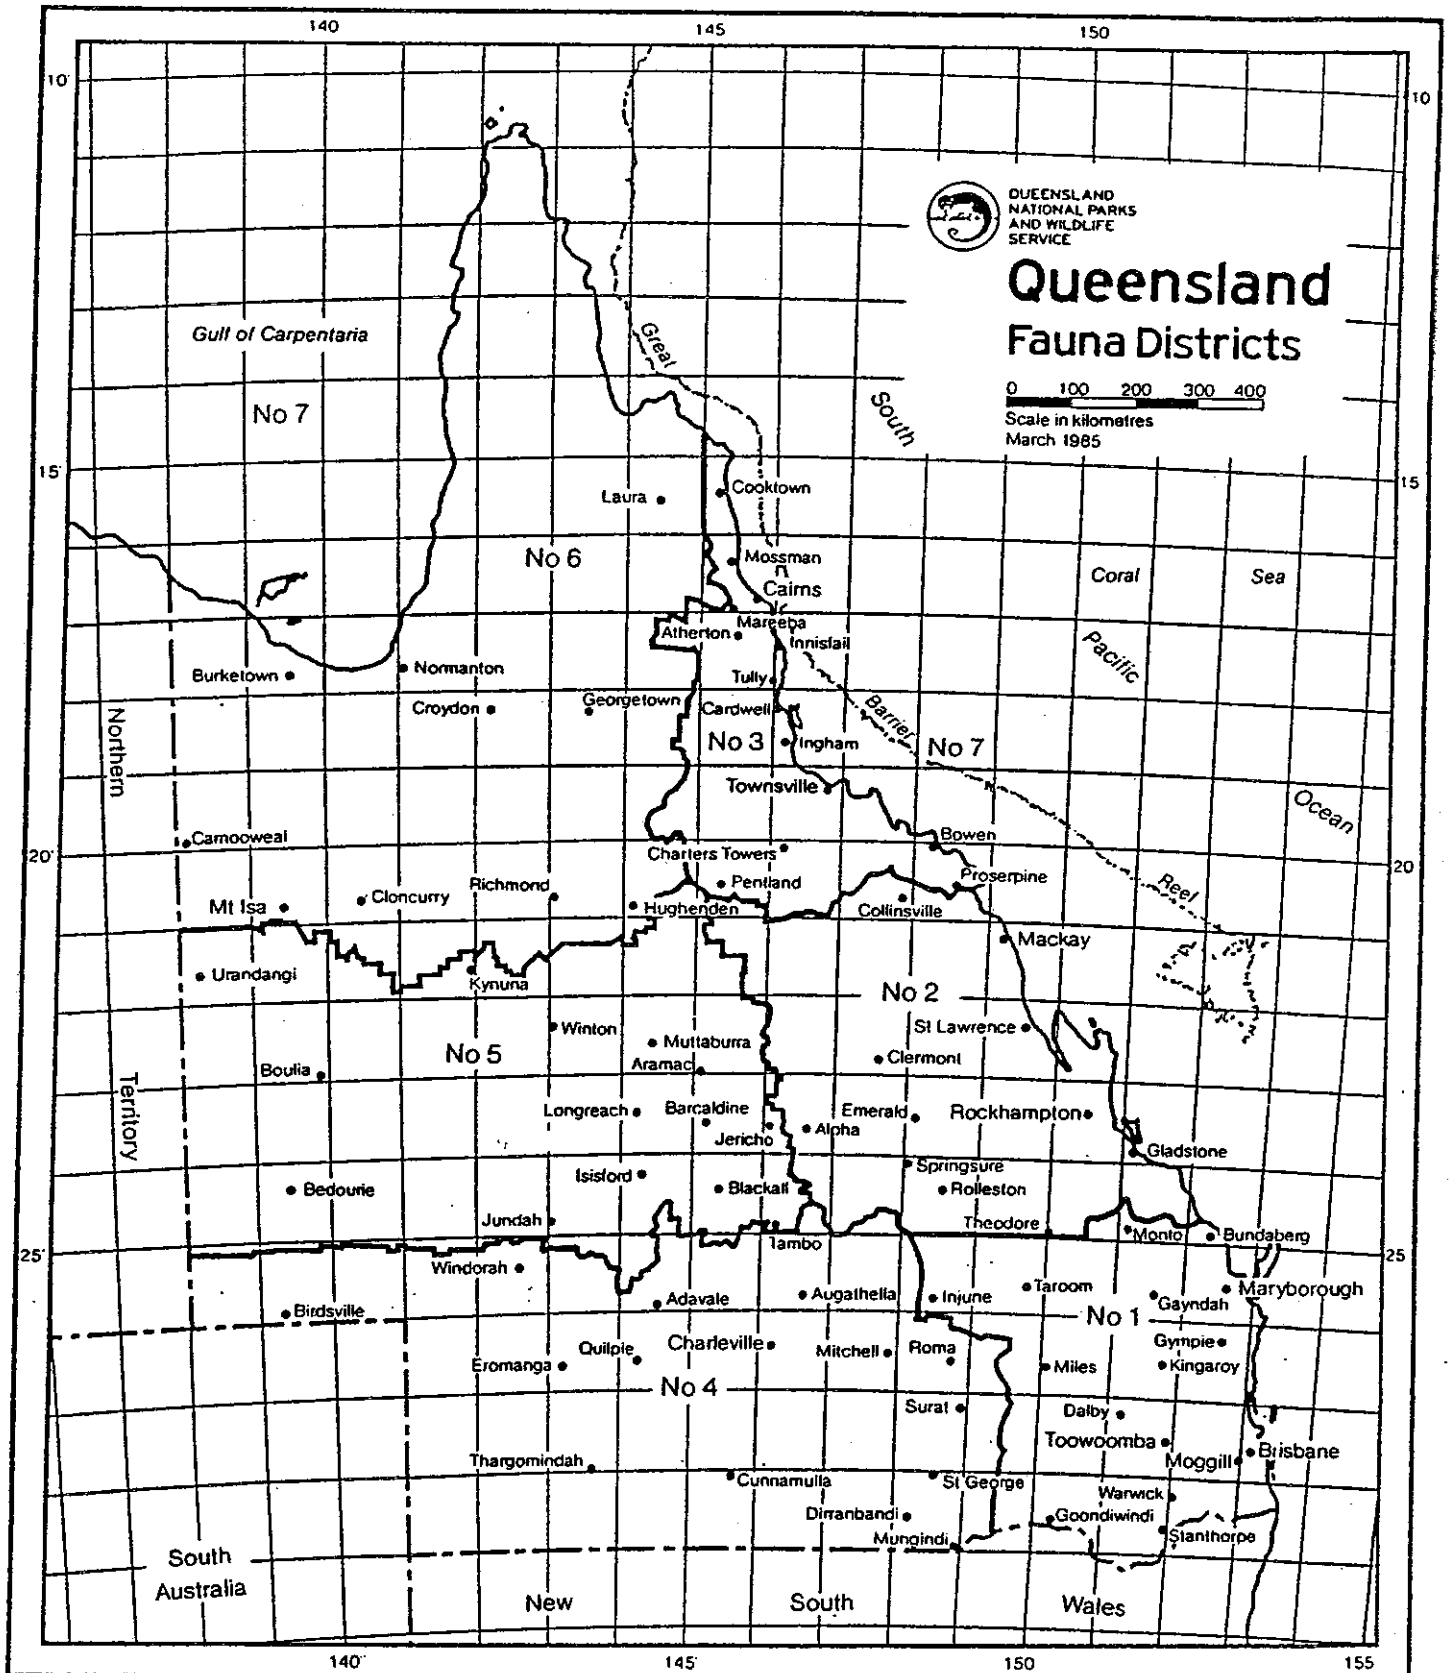 140
145
150
10
10
QUEENSLAND
NATIONAL PARKS
AND WILDLIFE
SERVICE
Queensland
Fauna Districts
0 100 200 300 400
Scale in kilometres
March 1985
Gulf of Carpentaria
Great
South
No 7
15
15
Laura
Cooktown
No 6
Mossman
Cairns
Coral
Sea
Mareeba
Atherton
Innisfail
Pacific
Burketown
Normanton
Tully
Georgetown
Croydon
Cardwell
Barrier
Northern
No 3
Ingham
No 7
Townsville
Ocean
Camooweal
Bowen
20
Charters Towers
20
Richmond
Pentland
Proserpine
Reef
Mt Isa
Cloncurry
Hughenden
Collinsville
Mackay
Urandangi
Kynuna
No 2
Winton
St Lawrence
No 5
Muttaburra
Clermont
Boulia
Aramac
Territory
Longreach
Barcaldine
Emerald
Rockhampton
Jericho
Alpha
Gladstone
Isisford
Springsure
Bedourie
Blackall
Rolleston
Jundah
Theodore
Monto
Bundaberg
Tambo
25
25
Windorah
Birdsville
Adavale
Augathella
Injune
Taroom
Maryborough
Gayndah
No 1
Quilpie
Charleville
Mitchell
Roma
Gympie
Eromanga
Miles
Kingaroy
No 4
Surat
Dalby
Toowoomba
Brisbane
Thargomindah
Moggill
Cunnamulla
St George
Warwick
Dirranbandi
Goondiwindi
Mungindi
Stanthorpe
South
Australia
New
South
Wales
140
145
150
155